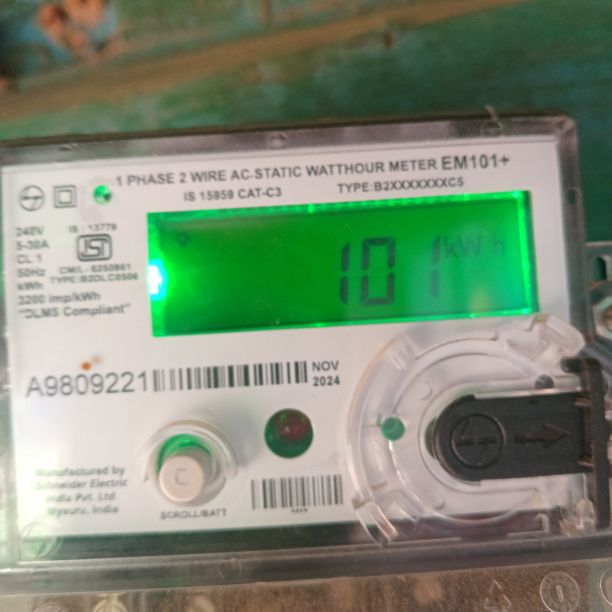 1 PHASE 2 WIRE AC-STATIC WATTHOUR METER EM101+
IS 15959 CAT-C3 TYPE:B2XXXXXXXC5
240V
5-30A
CL 1
50Hz
kWh
3200 imp/kWh
"DLMS Compliant"
IS : 13779
ISI
CM/L- 8250861
TYPE:B2DLC0506
101 kWh
A9809221
NOV
2024
C
SCROLL/BATT
Manufactured by
Schneider Electric
India Pvt. Ltd.
Mysuru, India